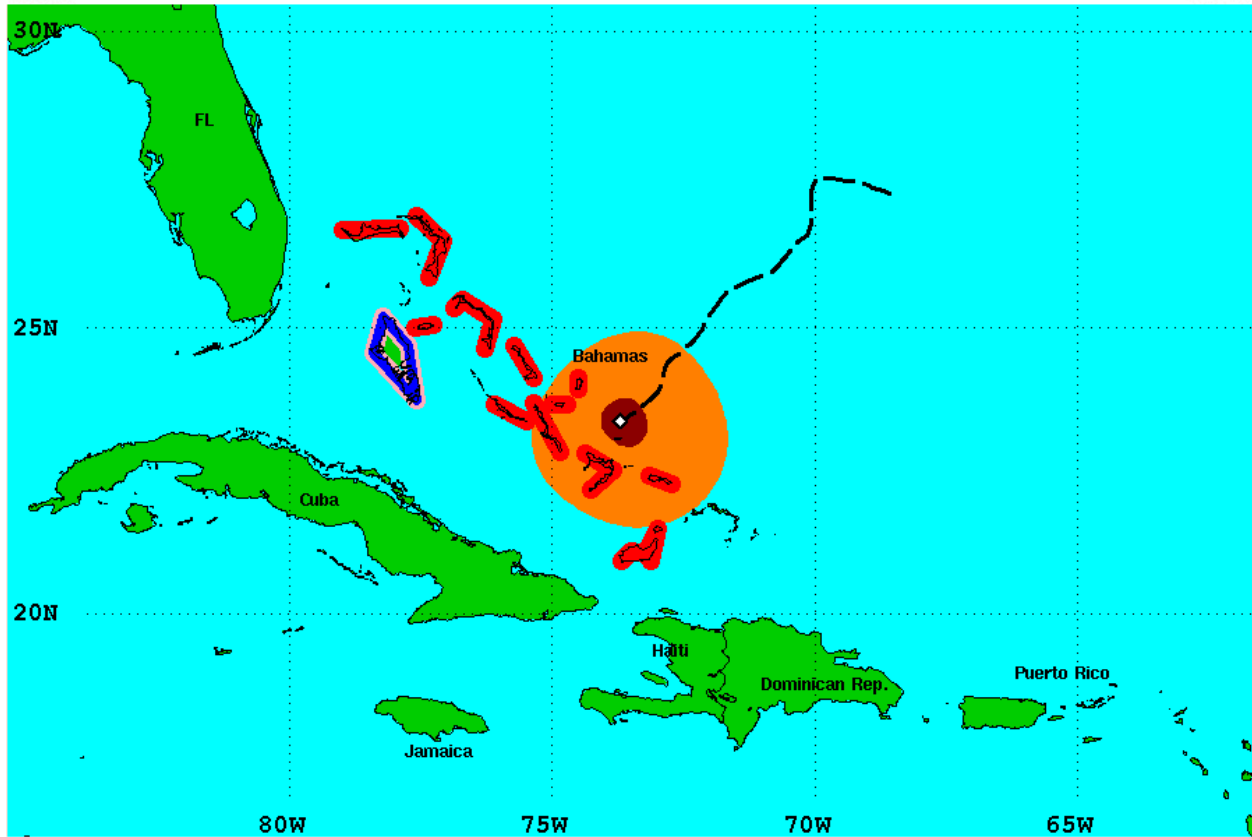 30N
FL
25N
Bahamas
Cuba
20N
Haiti
Dominican Rep.
Puerto Rico
Jamaica
80W
75W
70W
65W